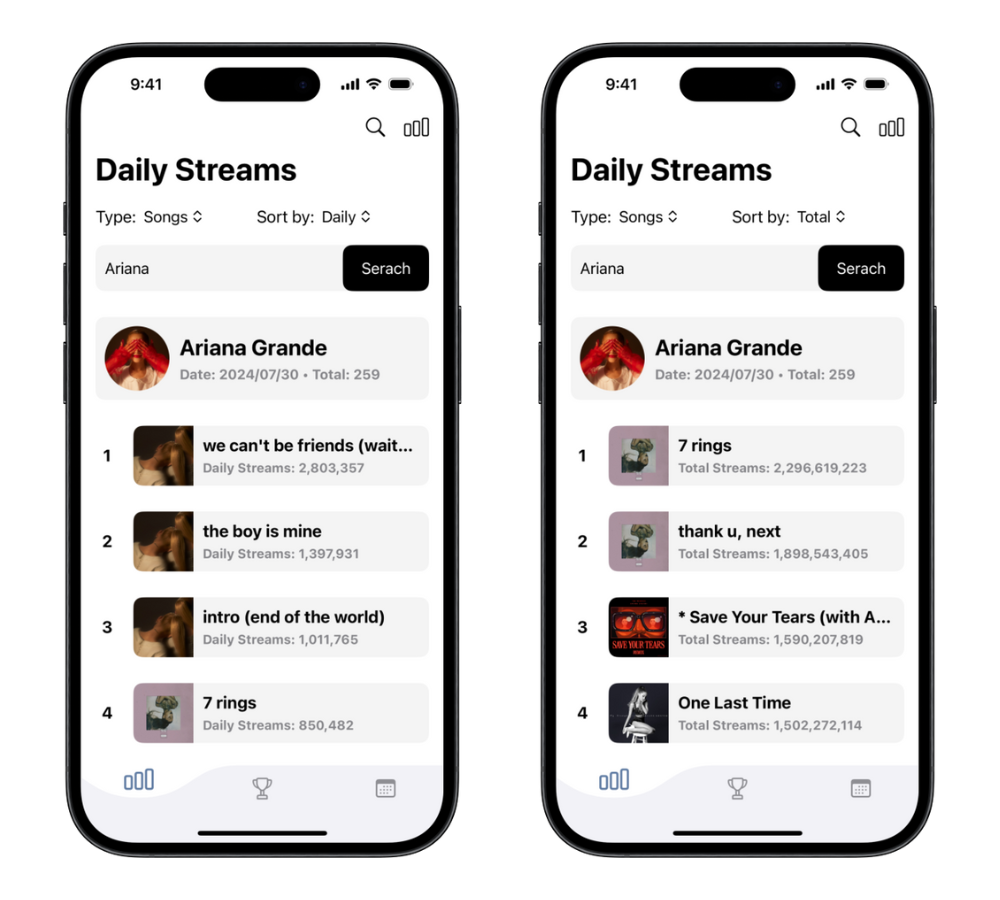 9:41
Daily Streams
Type: Songs Sort by: Daily
Ariana Serach
Ariana Grande
Date: 2024/07/30 • Total: 259
1
we can't be friends (wait...
Daily Streams: 2,803,357
2
the boy is mine
Daily Streams: 1,397,931
3
intro (end of the world)
Daily Streams: 1,011,765
4
7 rings
Daily Streams: 850,482
9:41
Daily Streams
Type: Songs Sort by: Total
Ariana Serach
Ariana Grande
Date: 2024/07/30 • Total: 259
1
7 rings
Total Streams: 2,296,619,223
2
thank u, next
Total Streams: 1,898,543,405
3
SAVE YOUR TEARS
* Save Your Tears (with A...
Total Streams: 1,590,207,819
4
One Last Time
Total Streams: 1,502,272,114